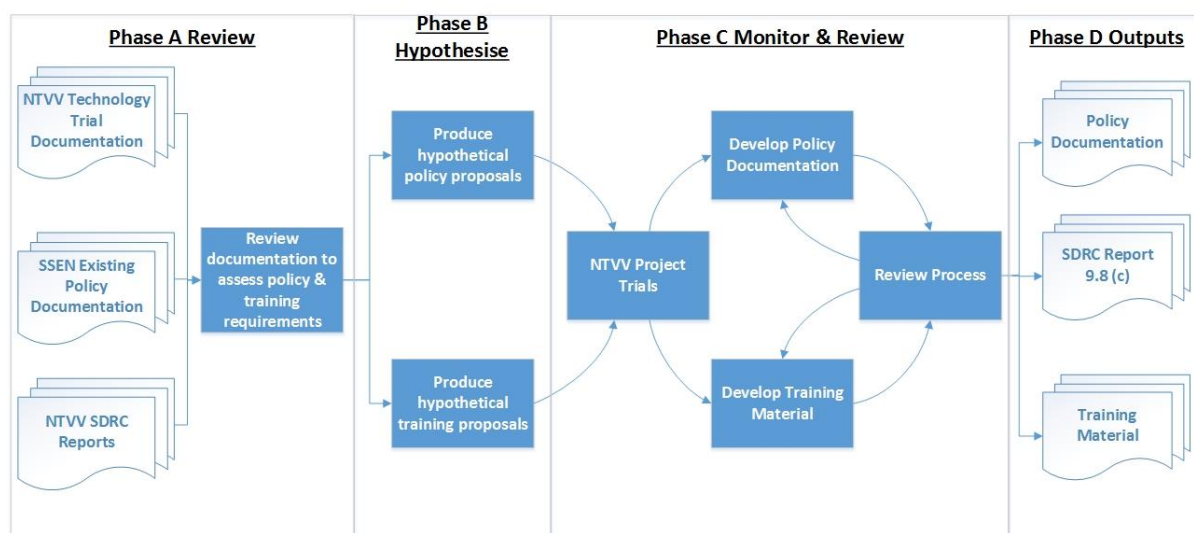 Phase A Review
NTVV Technology
Trial
Documentation
SSEN Existing
Policy
Documentation
NTVV SDRC
Reports
Review
documentation to
assess policy &
training
requirements
Phase B
Hypothesise
Produce
hypothetical
policy proposals
Produce
hypothetical
training proposals
Phase C Monitor & Review
NTVV Project
Trials
Develop Policy
Documentation
Develop Training
Material
Review Process
Phase D Outputs
Policy
Documentation
SDRC Report
9.8 (c)
Training
Material